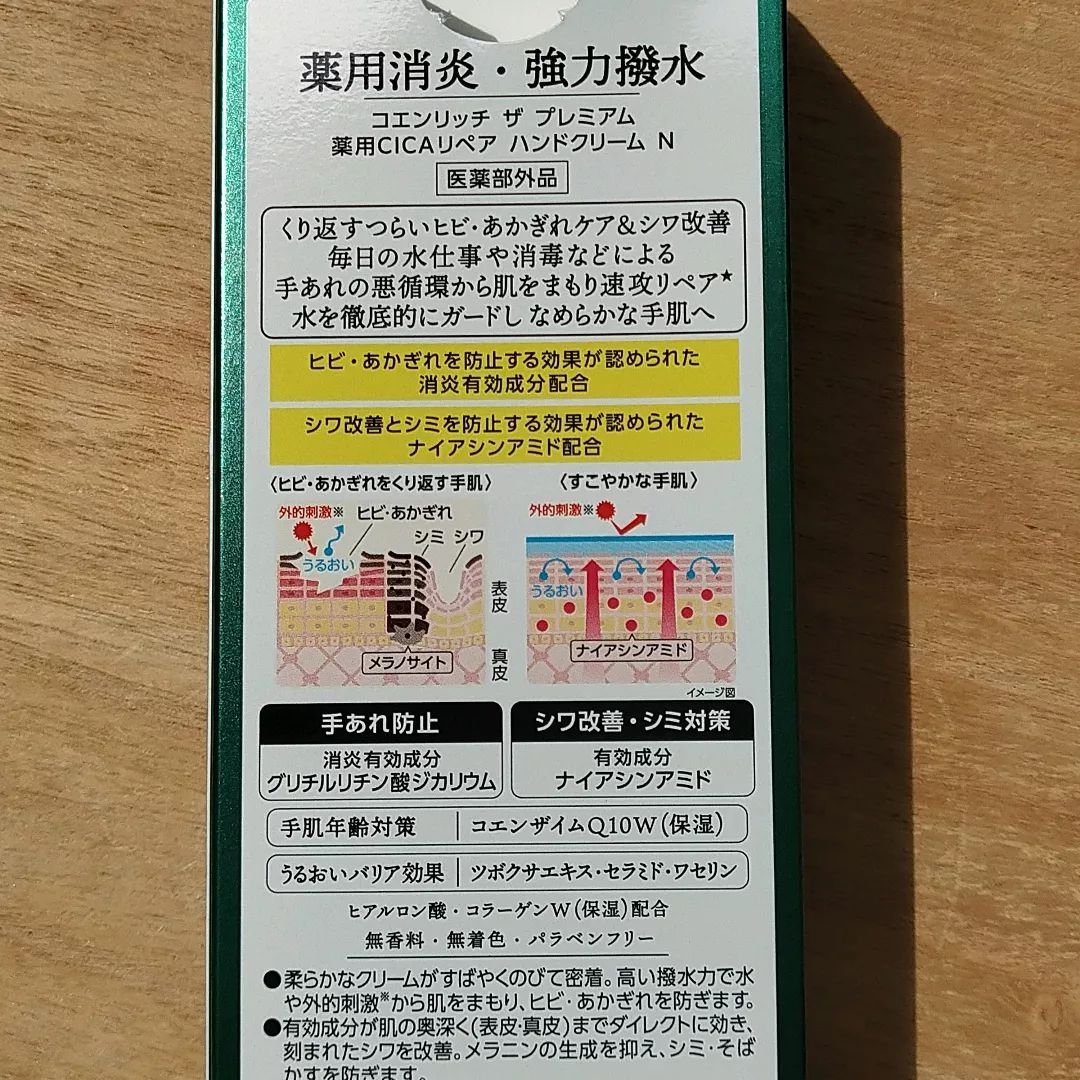 薬用消炎・強力撥水
コエンリッチ ザ プレミアム
薬用CICAリペア ハンドクリーム N
医薬部外品
くり返すつらいヒビ・あかぎれケア&シワ改善
毎日の水仕事や消毒などによる
手あれの悪循環から肌をまもり速攻リペア★
水を徹底的にガードし なめらかな手肌へ
ヒビ・あかぎれを防止する効果が認められた
消炎有効成分配合
シワ改善とシミを防止する効果が認められた
ナイアシンアミド配合
〈ヒビ・あかぎれをくり返す手肌〉
外的刺激※
ヒビ・あかぎれ
シミ シワ
うるおい
表皮
真皮
メラノサイト
〈すこやかな手肌〉
外的刺激※
うるおい
ナイアシンアミド
イメージ図
手あれ防止
消炎有効成分
グリチルリチン酸ジカリウム
シワ改善・シミ対策
有効成分
ナイアシンアミド
手肌年齢対策 コエンザイムQ10W(保湿)
うるおいバリア効果 ツボクサエキス・セラミド・ワセリン
ヒアルロン酸・コラーゲンW(保湿)配合
無香料・無着色・パラベンフリー
●柔らかなクリームがすばやくのびて密着。高い撥水力で水
や外的刺激※から肌をまもり、ヒビ・あかぎれを防ぎます。
●有効成分が肌の奥深く(表皮・真皮)までダイレクトに効き、
刻まれたシワを改善。メラニンの生成を抑え、シミ・そば
かすを防ぎます。